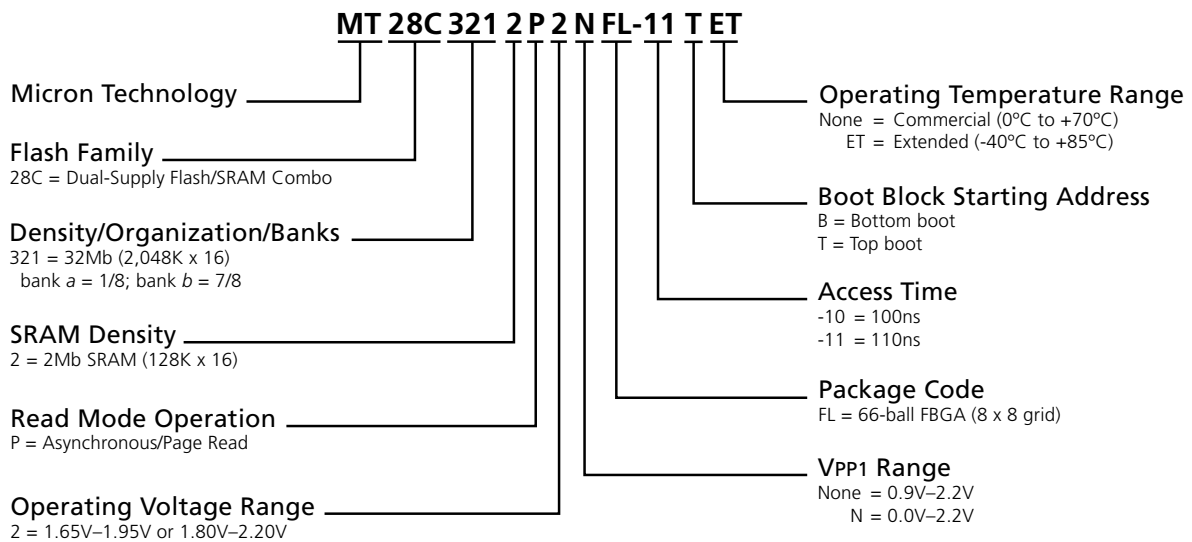 MT 28C 321 2 P 2 N FL-11 T ET
Micron Technology
Flash Family
28C = Dual-Supply Flash/SRAM Combo
Density/Organization/Banks
321 = 32Mb (2,048K x 16)
bank a = 1/8; bank b = 7/8
SRAM Density
2 = 2Mb SRAM (128K x 16)
Read Mode Operation
P = Asynchronous/Page Read
Operating Voltage Range
2 = 1.65V–1.95V or 1.80V–2.20V
Operating Temperature Range
None = Commercial (0ºC to +70ºC)
ET = Extended (-40ºC to +85ºC)
Boot Block Starting Address
B = Bottom boot
T = Top boot
Access Time
-10 = 100ns
-11 = 110ns
Package Code
FL = 66-ball FBGA (8 x 8 grid)
VPP1 Range
None = 0.9V–2.2V
N = 0.0V–2.2V